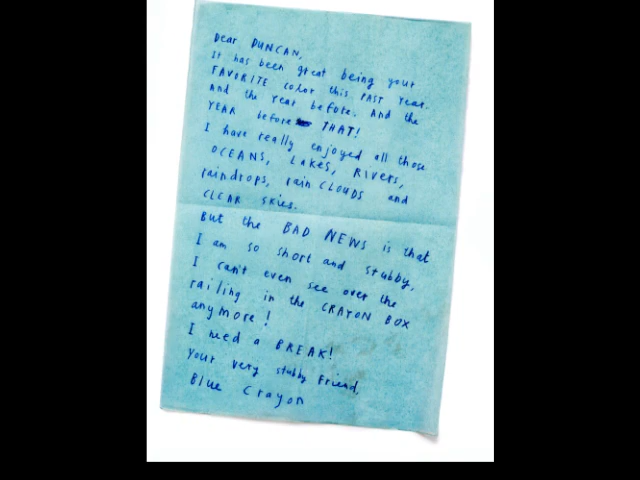 Dear DUNCAN,
It has been great being your
FAVORITE color this PAST year.
And the year before. And the
YEAR before THAT!
I have really enjoyed all those
OCEANS, LAKES, RIVERS,
raindrops, rain CLOUDS and
CLEAR skies.
But the BAD NEWS is that
I am so short and stubby,
I can't even see over the
railing in the CRAYON BOX
anymore!
I need a BREAK!
Your very stubby friend,
Blue Crayon